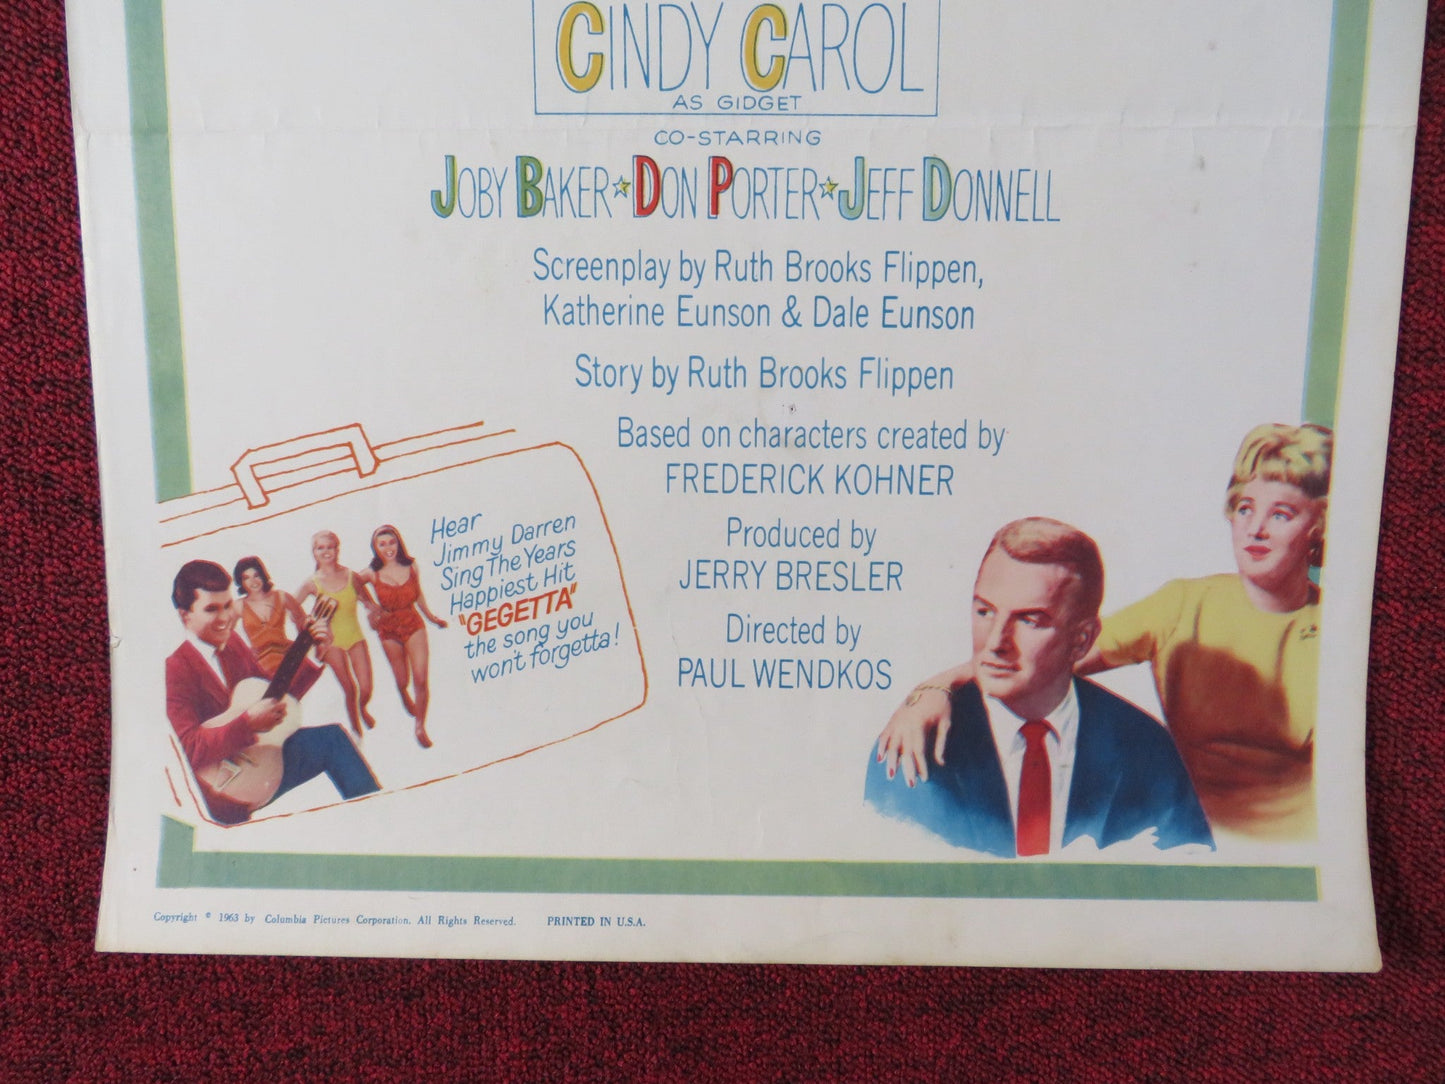 CINDY CAROL
AS GIDGET
CO-STARRING
JOBY BAKER ★ DON PORTER ★ JEFF DONNELL
Screenplay by Ruth Brooks Flippen,
Katherine Eunson & Dale Eunson
Story by Ruth Brooks Flippen
Based on characters created by
FREDERICK KOHNER
Produced by
JERRY BRESLER
Directed by
PAUL WENDKOS
Hear
Jimmy Darren
Sing The Years
Happiest Hit
"GEGETTA"
the song you
won't forgetta!
Copyright © 1963 by Columbia Pictures Corporation. All Rights Reserved. PRINTED IN U.S.A.